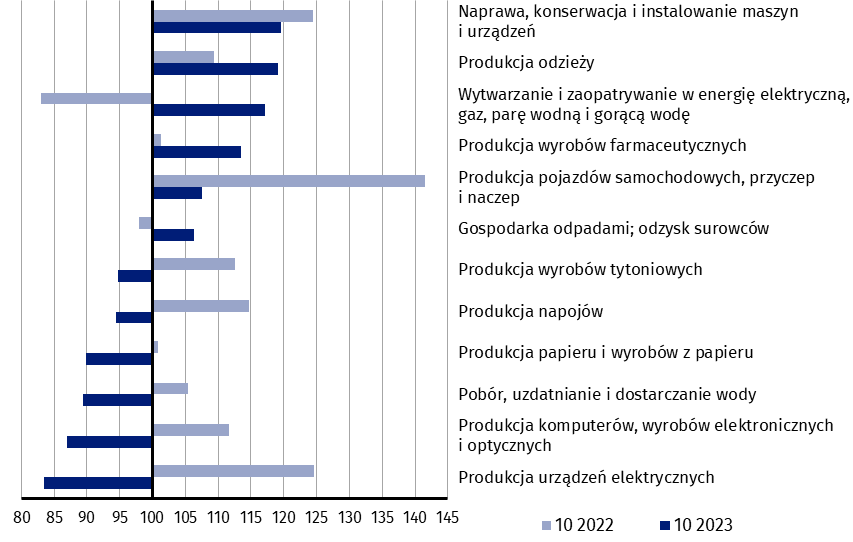 Naprawa, konserwacja i instalowanie maszyn
i urządzeń
Produkcja odzieży
Wytwarzanie i zaopatrywanie w energię elektryczną,
gaz, parę wodną i gorącą wodę
Produkcja wyrobów farmaceutycznych
Produkcja pojazdów samochodowych, przyczep
i naczep
Gospodarka odpadami; odzysk surowców
Produkcja wyrobów tytoniowych
Produkcja napojów
Produkcja papieru i wyrobów z papieru
Pobór, uzdatnianie i dostarczanie wody
Produkcja komputerów, wyrobów elektronicznych
i optycznych
Produkcja urządzeń elektrycznych
80 85 90 95 100 105 110 115 120 125 130 135 140 145
10 2022 10 2023